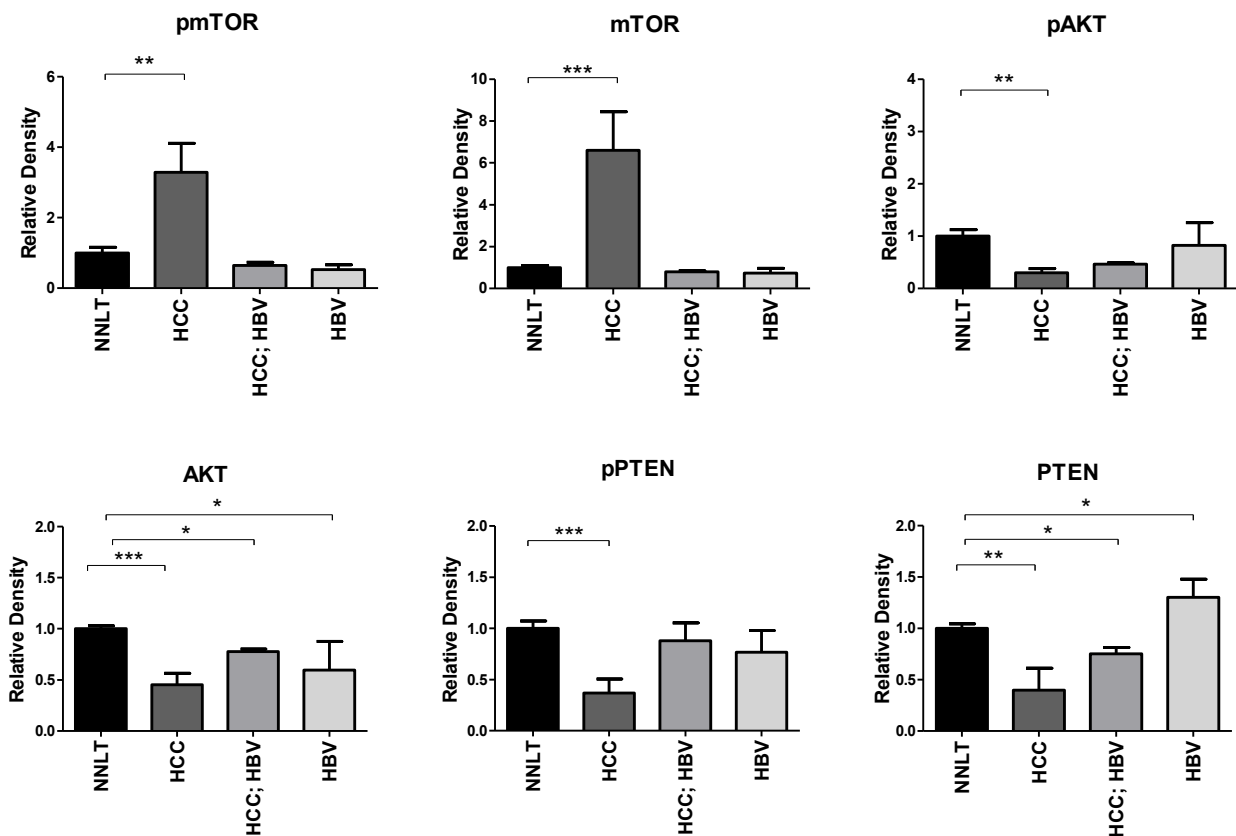 pmTOR
**
Relative Density
6
4
2
0
NNLT
HCC
HCC; HBV
HBV
mTOR
***
Relative Density
10
8
6
4
2
0
NNLT
HCC
HCC; HBV
HBV
pAKT
**
Relative Density
4
3
2
1
0
NNLT
HCC
HCC; HBV
HBV
AKT
*
*
***
Relative Density
2.0
1.5
1.0
0.5
0.0
NNLT
HCC
HCC; HBV
HBV
pPTEN
***
Relative Density
2.0
1.5
1.0
0.5
0.0
NNLT
HCC
HCC; HBV
HBV
PTEN
*
*
**
Relative Density
2.0
1.5
1.0
0.5
0.0
NNLT
HCC
HCC; HBV
HBV